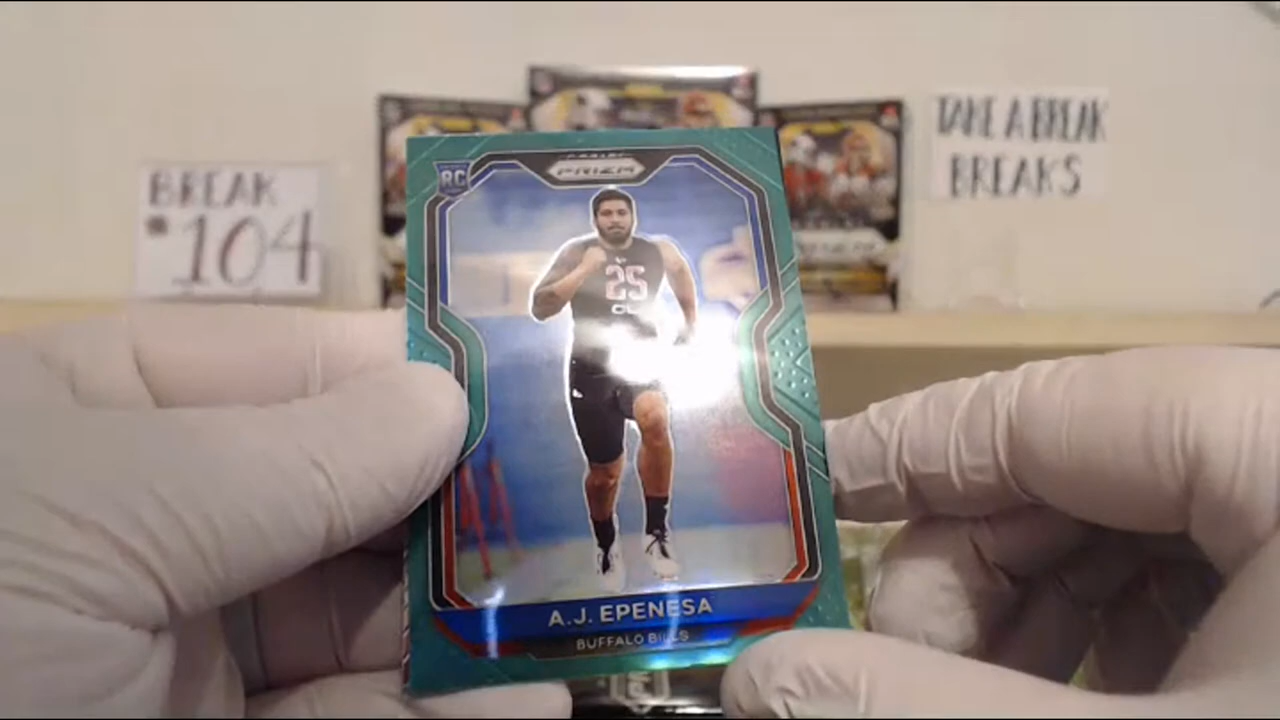 BREAK
#104
TAKE A BREAK
BREAKS
RC
PRIZM
25
A.J. EPENESA
BUFFALO BILLS